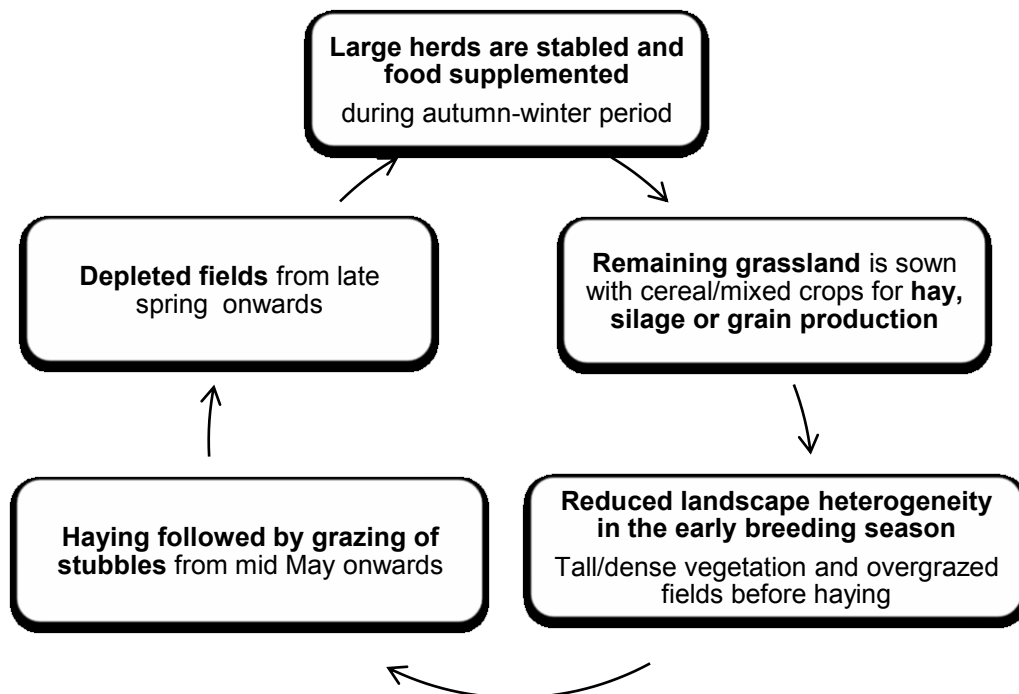 Large herds are stabled and
food supplemented
during autumn-winter period
Remaining grassland is sown
with cereal/mixed crops for hay,
silage or grain production
Reduced landscape heterogeneity
in the early breeding season
Tall/dense vegetation and overgrazed
fields before haying
Haying followed by grazing of
stubbles from mid May onwards
Depleted fields from late
spring onwards